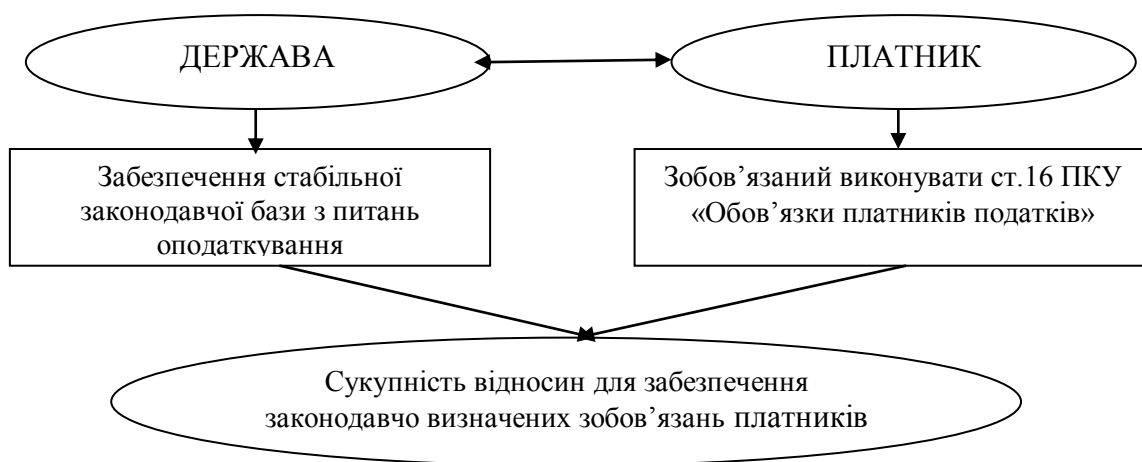 ДЕРЖАВА
ПЛАТНИК
Забезпечення стабільної
законодавчої бази з питань
оподаткування
Зобов’язаний виконувати ст.16 ПКУ
«Обов’язки платників податків»
Сукупність відносин для забезпечення
законодавчо визначених зобов’язань платників